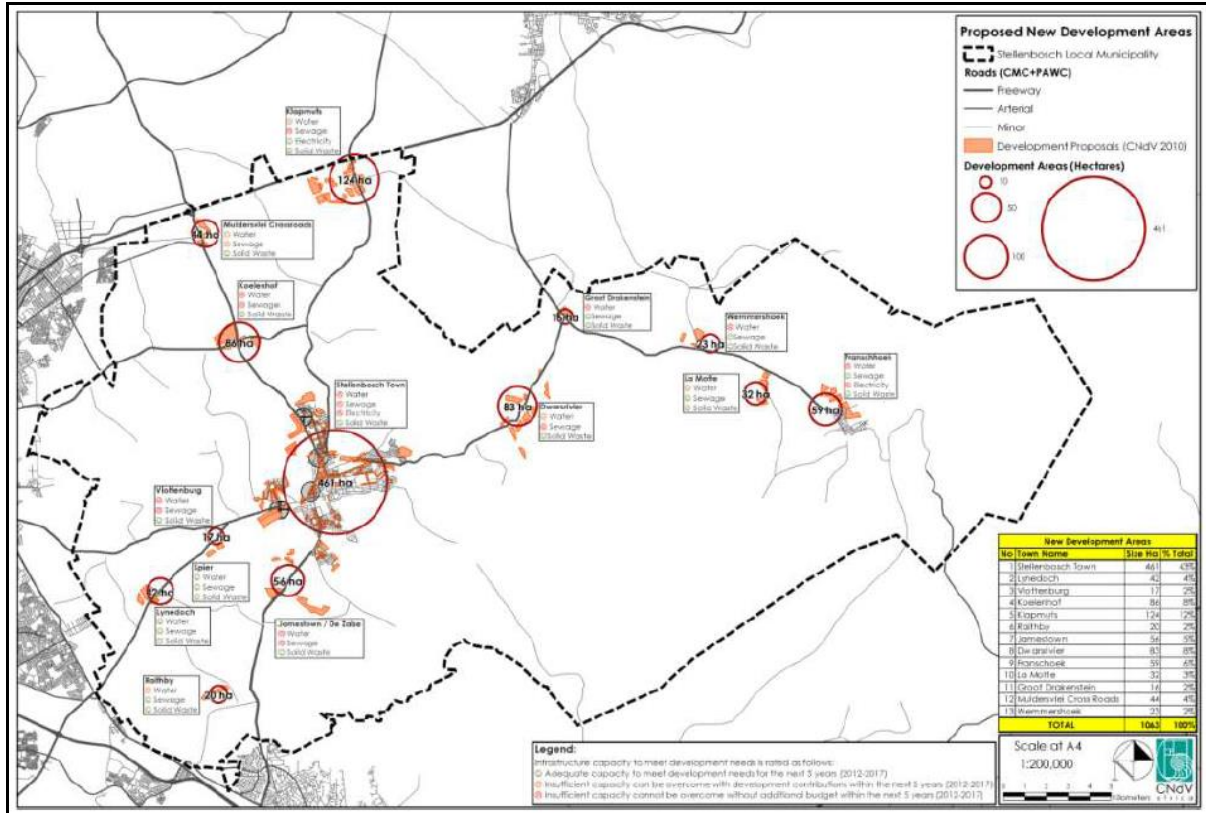 Proposed New Development Areas
Stellenbosch Local Municipality
Roads (CMC+PAWC)
Freeway
Arterial
Minor
Development Proposals (CNdV 2010)
Development Areas (Hectares)
10
50
100
461
Klapmuts
Water
Sewage
Electricity
Solid Waste
124 ha
Muldersvlei Crossroads
Water
Sewage
Solid Waste
44 ha
Koelenhof
Water
Sewage
Solid Waste
86 ha
Groot Drakenstein
Water
Sewage
Solid Waste
15 ha
Wemmershoek
Water
Sewage
Solid Waste
23 ha
Franschhoek
Water
Sewage
Electricity
Solid Waste
59 ha
La Motte
Water
Sewage
Solid Waste
32 ha
Stellenbosch Town
Water
Sewage
Electricity
Solid Waste
461 ha
83 ha
Dwarsrivier
Water
Sewage
Solid Waste
Vlottenburg
Water
Sewage
Solid Waste
17 ha
Spier
Water
Sewage
Solid Waste
42 ha
Lynedoch
Water
Sewage
Solid Waste
56 ha
Jamestown / De Zalze
Water
Sewage
Solid Waste
Raithby
Water
Sewage
Solid Waste
20 ha
New Development Areas
No Town Name Size Ha % Total
1 Stellenbosch Town 461 43%
2 Lynedoch 42 4%
3 Vlottenburg 17 2%
4 Koelenhof 86 8%
5 Klapmuts 124 12%
6 Raithby 20 2%
7 Jamestown 56 5%
8 Dwarsrivier 83 8%
9 Franschoek 59 6%
10 La Motte 32 3%
11 Groot Drakenstein 16 2%
12 Muldersvlei Cross Roads 44 4%
13 Wemmershoek 23 2%
TOTAL 1063 100%
Legend:
Infrastructure capacity to meet development needs is rated as follows:
Adequate capacity to meet development needs for the next 5 years (2012-2017)
Insufficient capacity can be overcome with development contributions within the next 5 years (2012-2017)
Insufficient capacity cannot be overcome without additional budget within the next 5 years (2012-2017)
Scale at A4
1:200,000
0 1 2 3 4 5
Kilometers
CNdV
africa